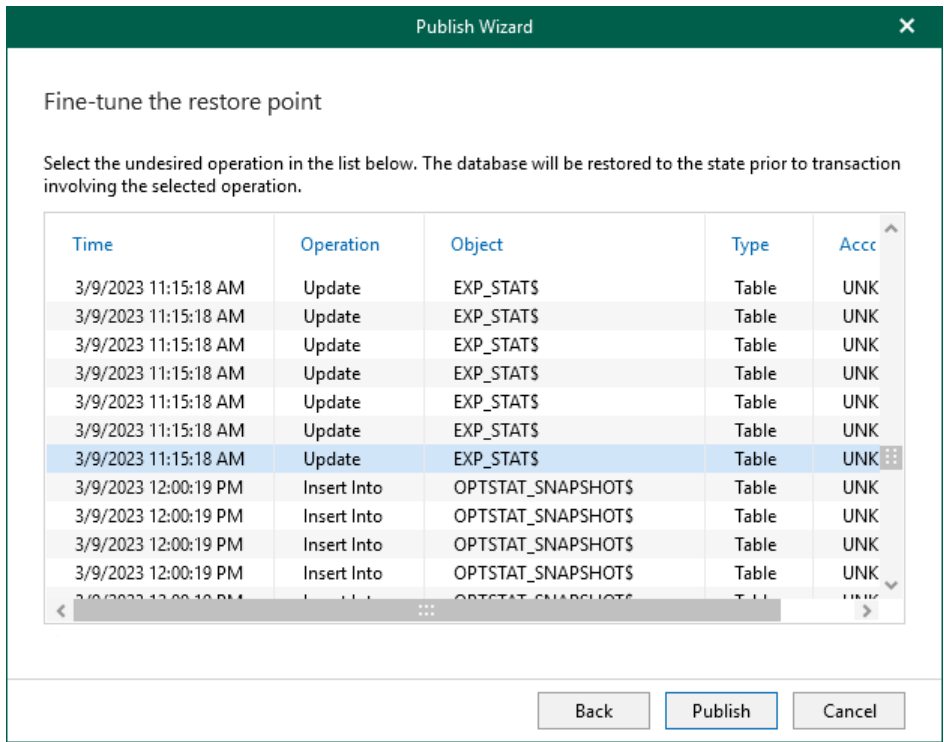 Publish Wizard
Fine-tune the restore point
Select the undesired operation in the list below. The database will be restored to the state prior to transaction
involving the selected operation.
Time Operation Object Type Acco
3/9/2023 11:15:18 AM Update EXP_STAT$ Table UNK
3/9/2023 11:15:18 AM Update EXP_STAT$ Table UNK
3/9/2023 11:15:18 AM Update EXP_STAT$ Table UNK
3/9/2023 11:15:18 AM Update EXP_STAT$ Table UNK
3/9/2023 11:15:18 AM Update EXP_STAT$ Table UNK
3/9/2023 11:15:18 AM Update EXP_STAT$ Table UNK
3/9/2023 11:15:18 AM Update EXP_STAT$ Table UNK
3/9/2023 12:00:19 PM Insert Into OPTSTAT_SNAPSHOT$ Table UNK
3/9/2023 12:00:19 PM Insert Into OPTSTAT_SNAPSHOT$ Table UNK
3/9/2023 12:00:19 PM Insert Into OPTSTAT_SNAPSHOT$ Table UNK
3/9/2023 12:00:19 PM Insert Into OPTSTAT_SNAPSHOT$ Table UNK
Back Publish Cancel